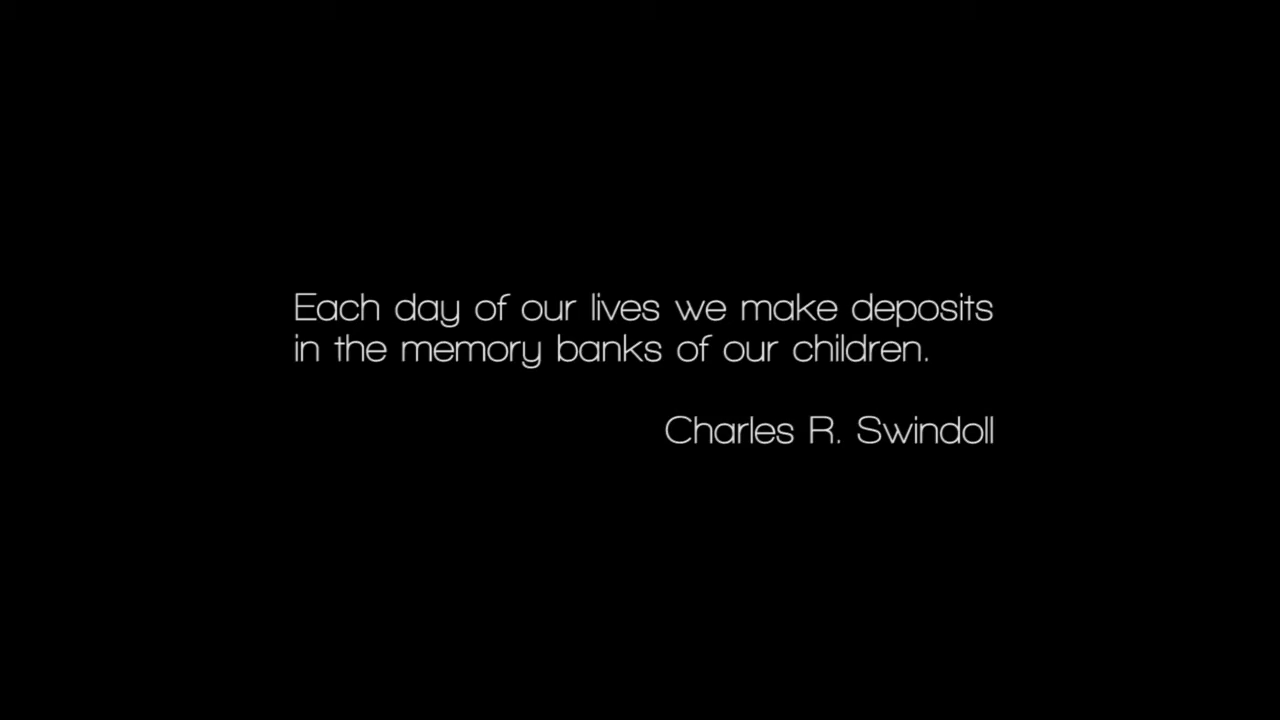 Each day of our lives we make deposits
in the memory banks of our children.
Charles R. Swindoll